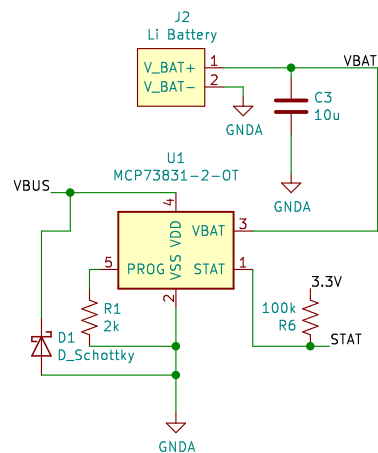 J2
Li Battery
V_BAT+ 1
V_BAT- 2
VBAT
GNDA
C3
10u
GNDA
U1
MCP73831-2-OT
VBUS
4
VDD
VBAT 3
5 PROG
VSS
STAT 1
2
R1
2k
3.3V
100k
R6
STAT
D1
D_Schottky
GNDA